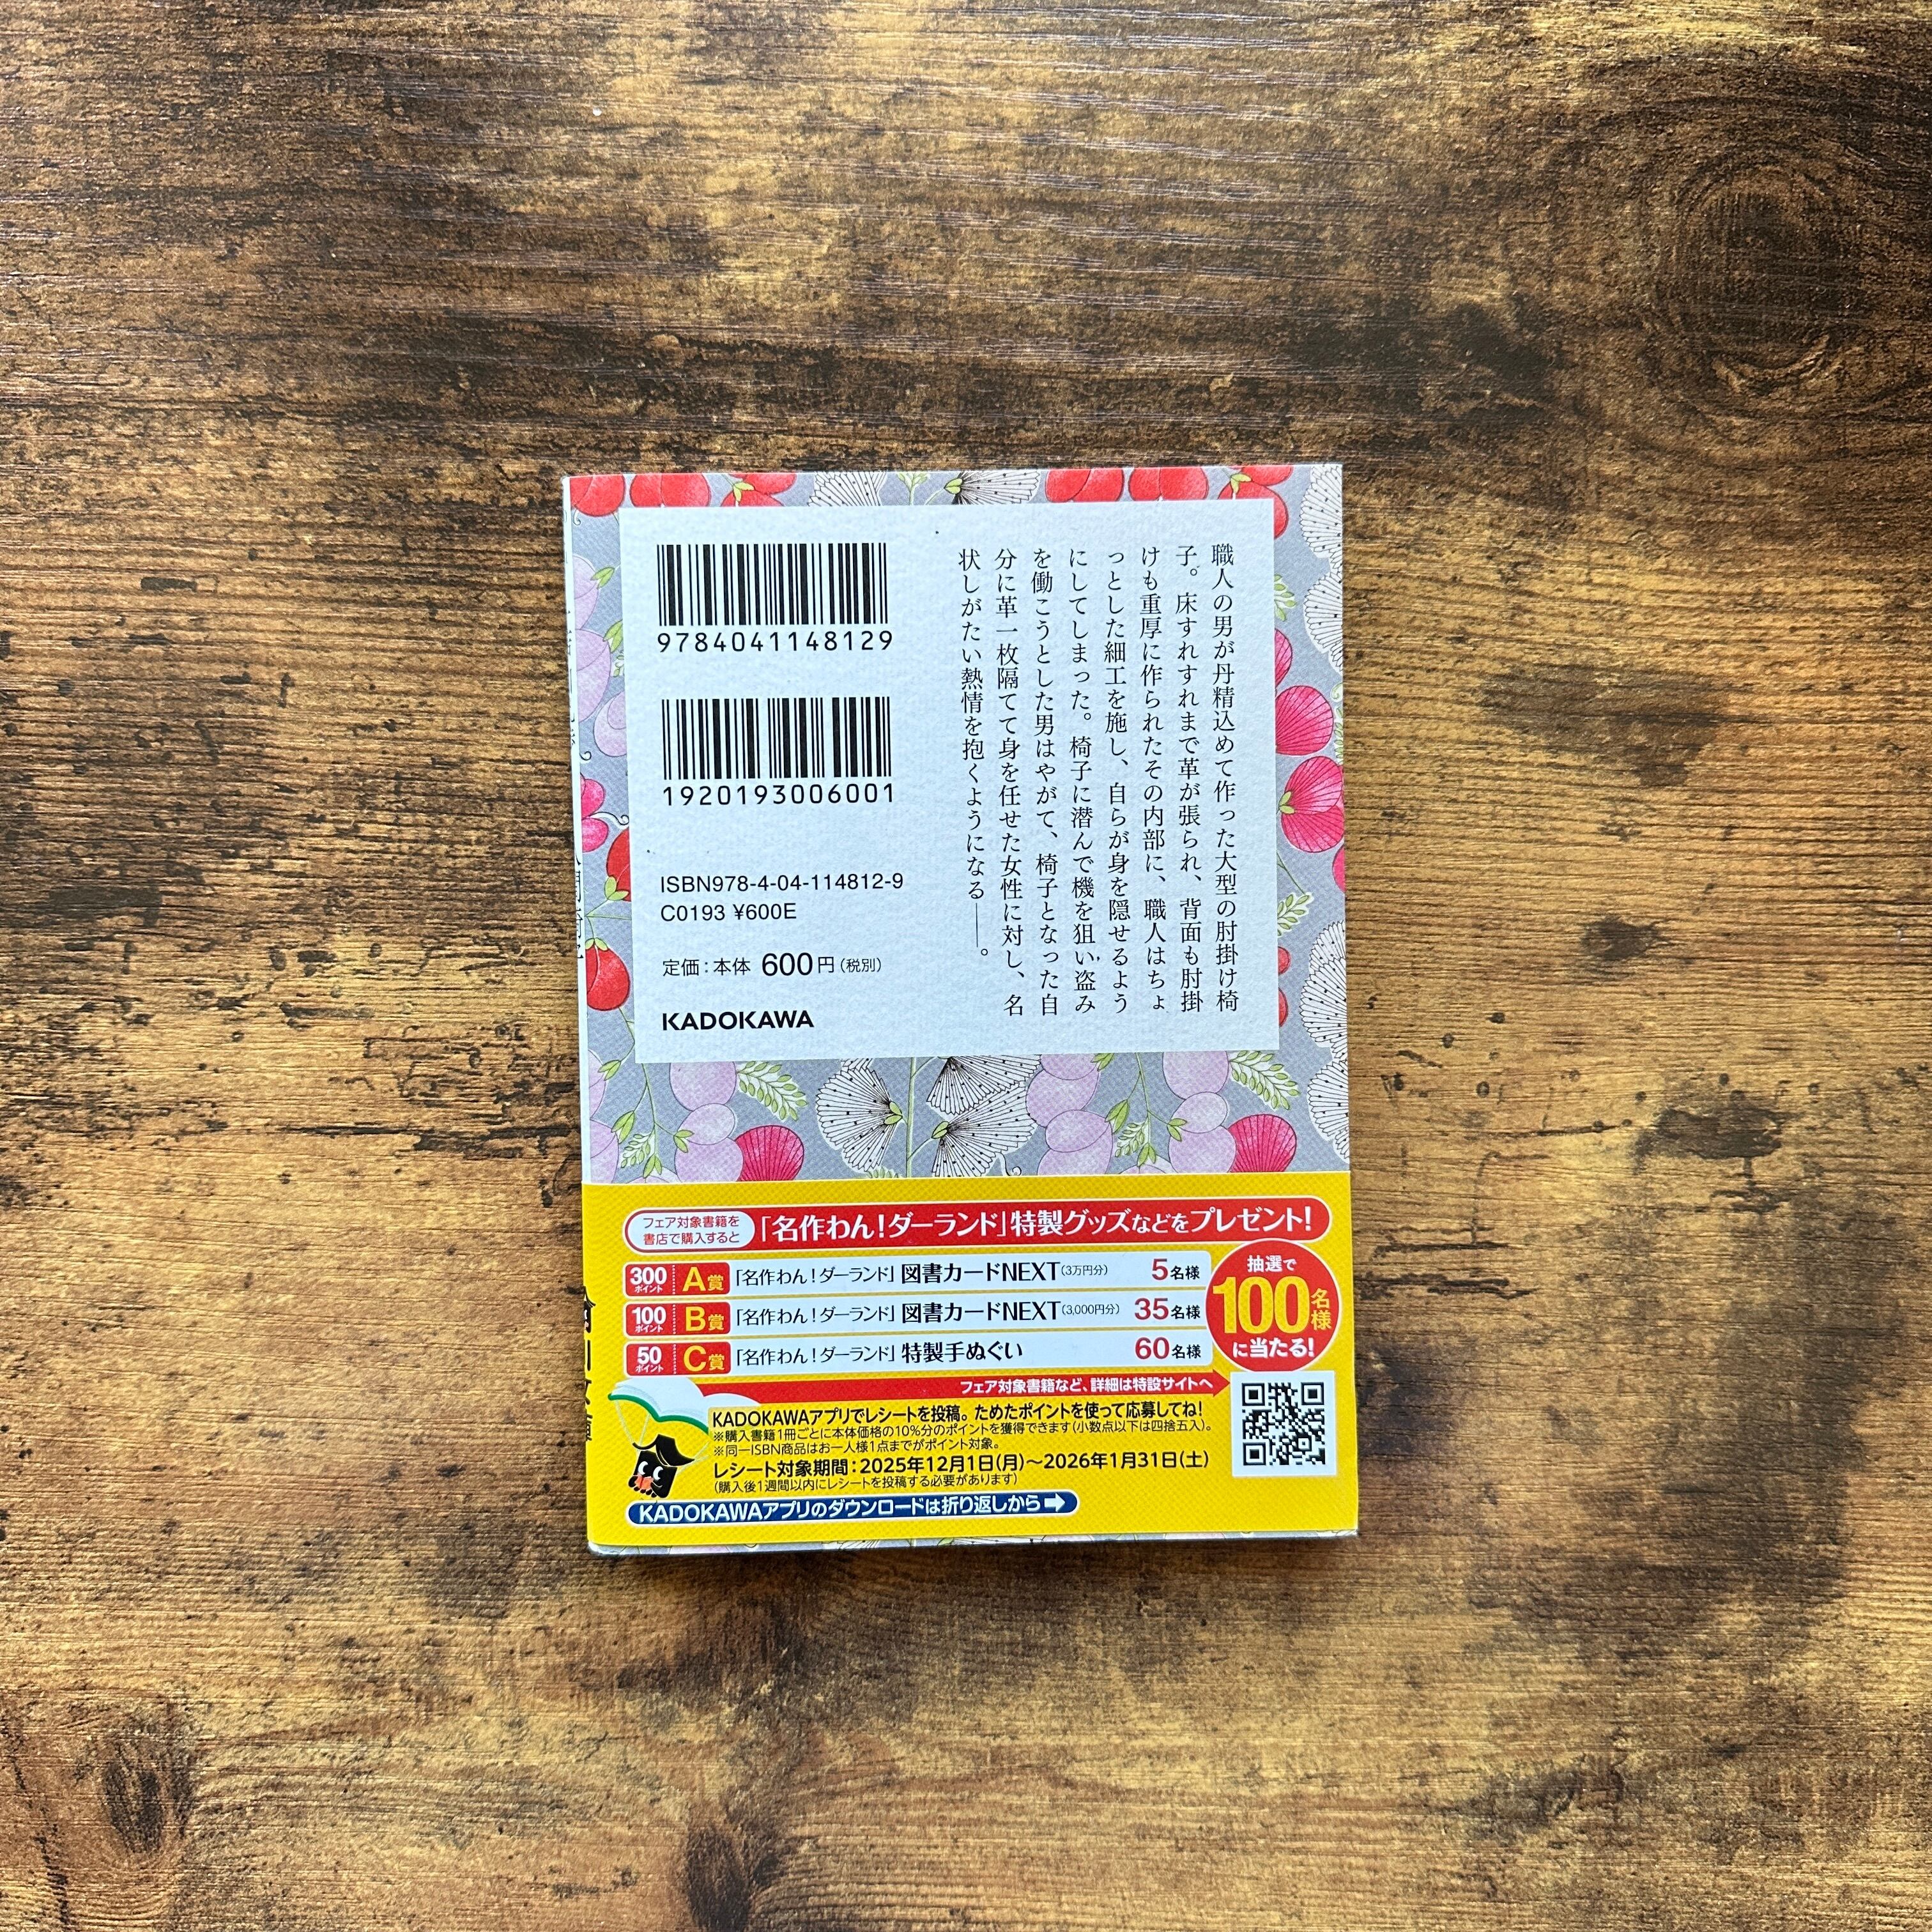 職人の男が丹精込めて作った大型の肘掛け椅
子。床すれすれまで革が張られ、背面も肘掛
けも重厚に作られたその内部に、職人はちょ
っとした細工を施し、自らが身を隠せるよう
にしてしまった。椅子に潜んで機を狙い盗み
を働こうとした男はやがて、椅子となった自
分に革一枚隔てて身を任せた女性に対し、名
状しがたい熱情を抱くようになる――。
9784041148129
1920193006001
ISBN978-4-04-114812-9
C0193 ¥600E
定価：本体 600円（税別）
KADOKAWA
フェア対象書籍を
書店で購入すると
「名作わん！ダーランド」特製グッズなどをプレゼント！
300ポイント A賞 「名作わん！ダーランド」図書カードNEXT（3万円分） 5名様
100ポイント B賞 「名作わん！ダーランド」図書カードNEXT（3,000円分） 35名様
50ポイント C賞 「名作わん！ダーランド」特製手ぬぐい 60名様
抽選で
100名様
に当たる！
フェア対象書籍など、詳細は特設サイトへ
KADOKAWAアプリでレシートを投稿。ためたポイントを使って応募してね！
※購入書籍1冊ごとに本体価格の10%分のポイントを獲得できます（小数点以下は四捨五入）。
※同一ISBN商品はお一人様1点までがポイント対象。
レシート対象期間：2025年12月1日（月）～2026年1月31日（土）
（購入後1週間以内にレシートを投稿する必要があります）
KADOKAWAアプリのダウンロードは折り返しから